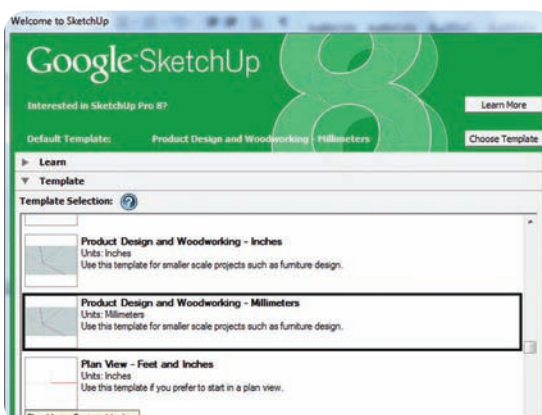 Welcome to SketchUp
Google SketchUp
8
Interested in SketchUp Pro 8?
Learn More
Default Template: Product Design and Woodworking - Millimeters
Choose Template
Learn
Template
Template Selection:
Product Design and Woodworking - Inches
Units: Inches
Use this template for smaller scale projects such as furniture design.
Product Design and Woodworking - Millimeters
Units: Millimeters
Use this template for smaller scale projects such as furniture design.
Plan View - Feet and Inches
Units: Inches
Use this template if you prefer to start in a plan view.